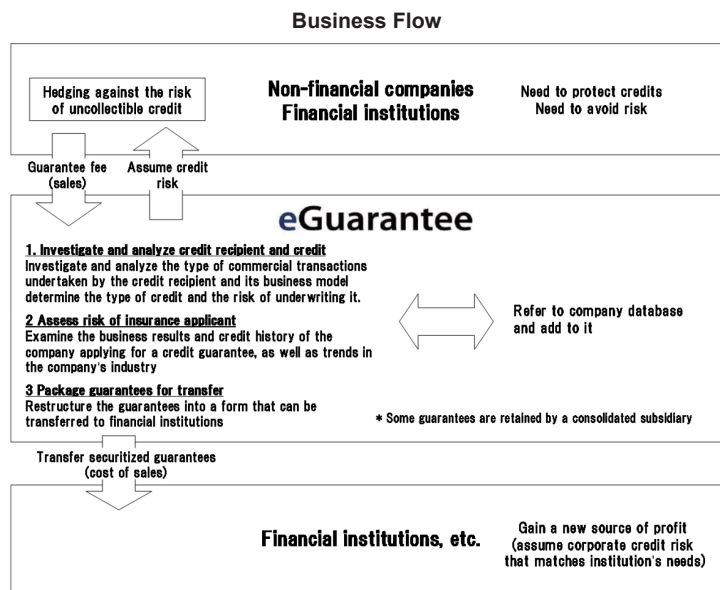 Business Flow
Hedging against the risk
of uncollectible credit
Non-financial companies
Financial institutions
Need to protect credits
Need to avoid risk
Guarantee fee
(sales)
Assume credit
risk
eGuarantee
1. Investigate and analyze credit recipient and credit
Investigate and analyze the type of commercial transactions
undertaken by the credit recipient and its business model
determine the type of credit and the risk of underwriting it.
2 Assess risk of insurance applicant
Examine the business results and credit history of the
company applying for a credit guarantee, as well as trends in
the company's industry
3 Package guarantees for transfer
Restructure the guarantees into a form that can be
transferred to financial institutions
Refer to company database
and add to it
* Some guarantees are retained by a consolidated subsidiary
Transfer securitized guarantees
(cost of sales)
Financial institutions, etc.
Gain a new source of profit
(assume corporate credit risk
that matches institution's needs)